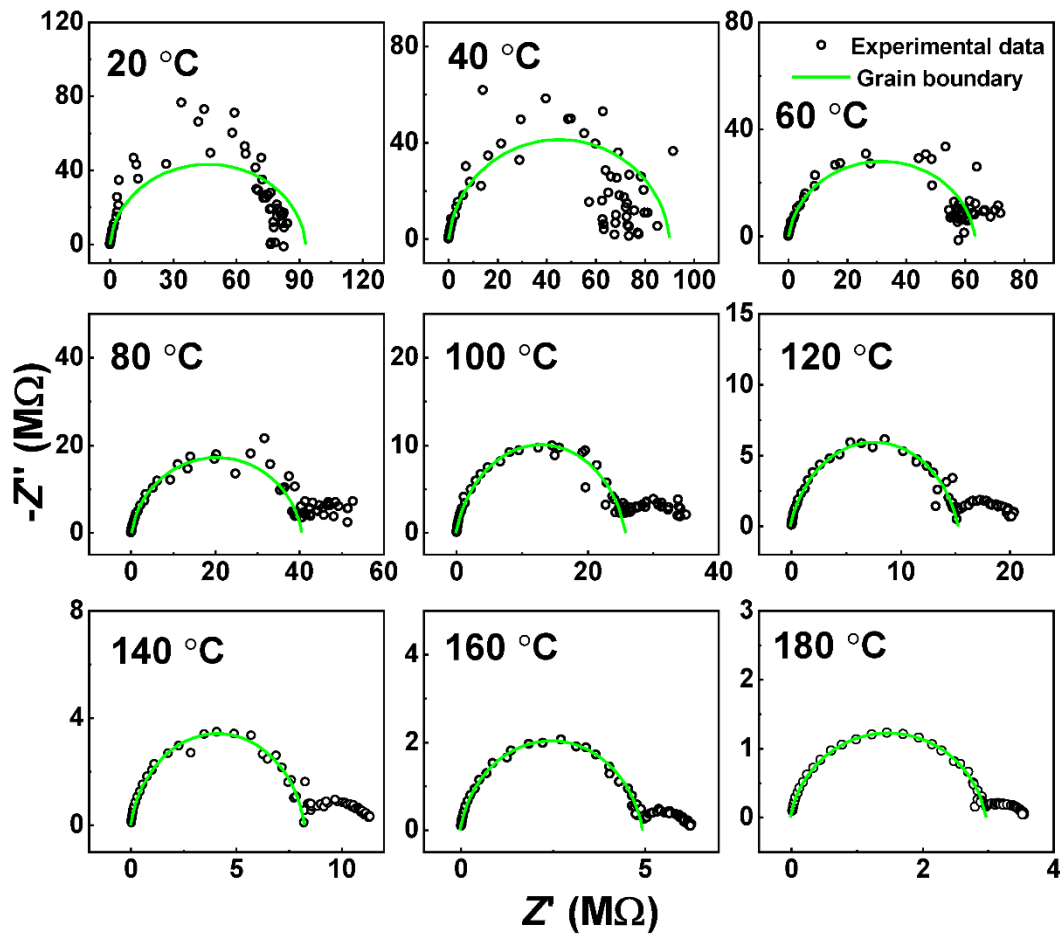 120
80
40
0
20 °C
0 30 60 90 120
80
40
0
40 °C
0 20 40 60 80 100
80
40
0
Experimental data
Grain boundary
60 °C
0 20 40 60 80
40
20
0
80 °C
0 20 40 60
20
10
0
100 °C
0 20 40
15
10
5
0
120 °C
0 10 20
-Z'' (MΩ)
8
4
0
140 °C
0 5 10
4
2
0
160 °C
0 5
3
2
1
0
180 °C
0 2 4
Z' (MΩ)